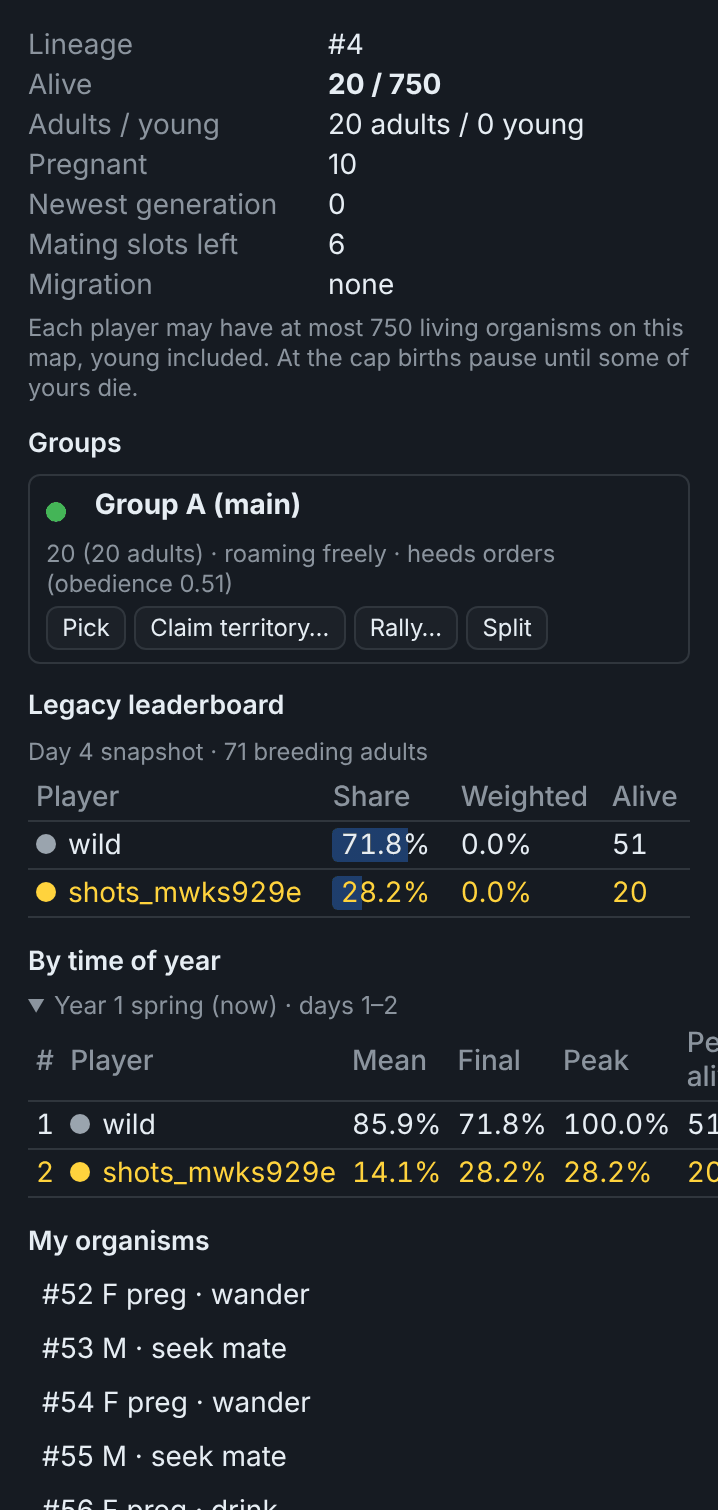 Lineage #4
Alive 20 / 750
Adults / young 20 adults / 0 young
Pregnant 10
Newest generation 0
Mating slots left 6
Migration none
Each player may have at most 750 living organisms on this
map, young included. At the cap births pause until some of
yours die.
Groups
Group A (main)
20 (20 adults) · roaming freely · heeds orders
(obedience 0.51)
Pick Claim territory... Rally... Split
Legacy leaderboard
Day 4 snapshot · 71 breeding adults
Player Share Weighted Alive
wild 71.8% 0.0% 51
shots_mwks929e 28.2% 0.0% 20
By time of year
▼ Year 1 spring (now) · days 1–2
# Player Mean Final Peak
1 wild 85.9% 71.8% 100.0% 51
2 shots_mwks929e 14.1% 28.2% 28.2% 20
My organisms
#52 F preg · wander
#53 M · seek mate
#54 F preg · wander
#55 M · seek mate
#56 F preg · drink